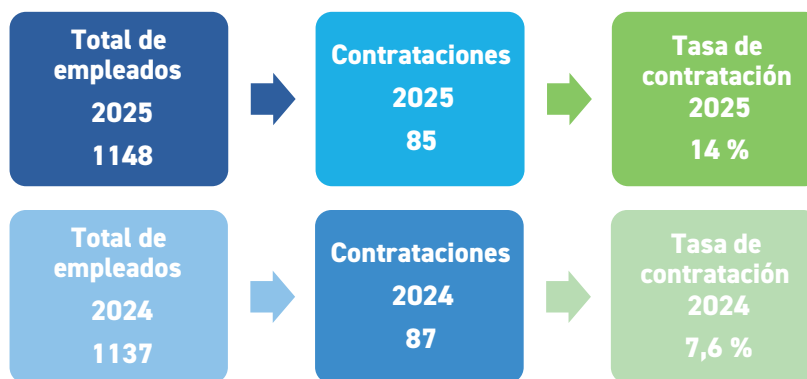 Total de
empleados
2025
1148
Contrataciones
2025
85
Tasa de
contratación
2025
14 %
Total de
empleados
2024
1137
Contrataciones
2024
87
Tasa de
contratación
2024
7,6 %